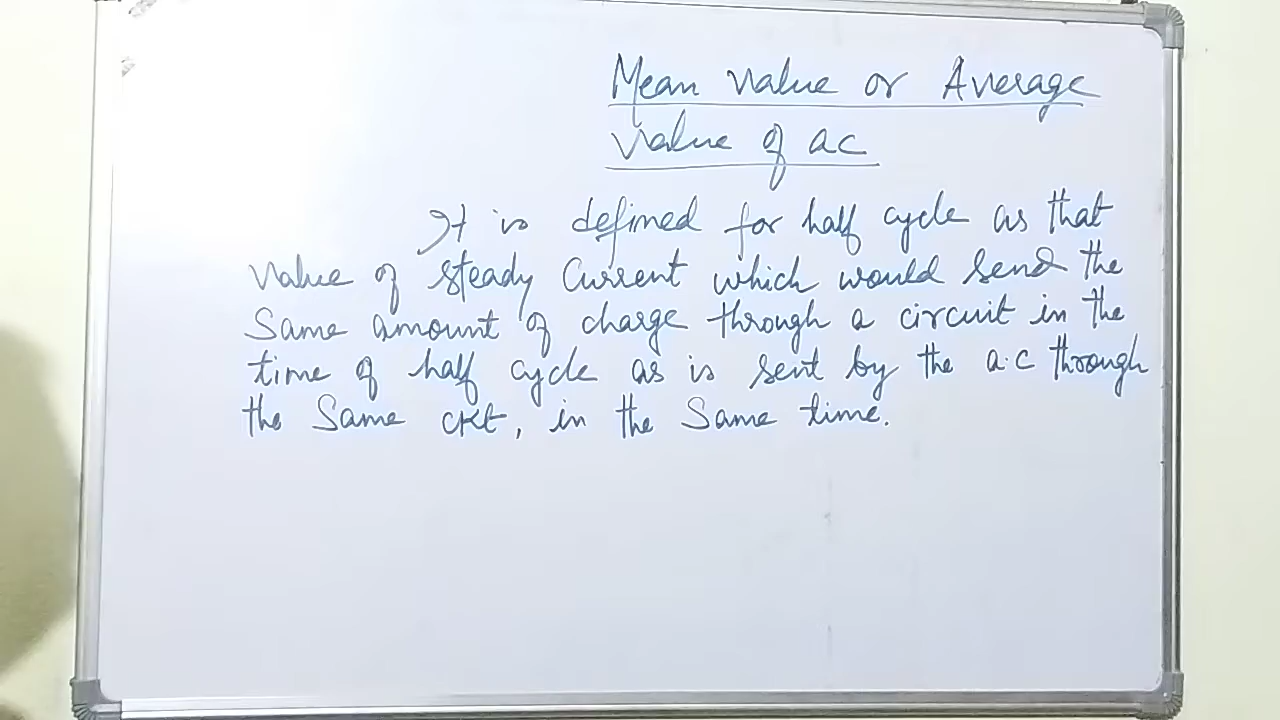 Mean Value or Average
Value of ac
It is defined for half cycle as that
Value of steady Current which would send the
Same amount of charge through a circuit in the
time of half cycle as is sent by the a.c through
the Same ckt, in the Same time.